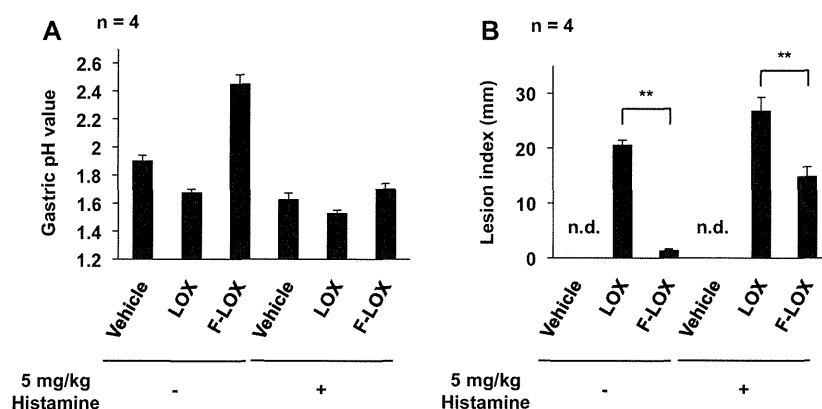 A
n = 4
Gastric pH value
2.6
2.4
2.2
2
1.8
1.6
1.4
1.2
Vehicle
LOX
F-LOX
Vehicle
LOX
F-LOX
5 mg/kg
Histamine
-
+
B
n = 4
Lesion index (mm)
30
20
10
0
n.d.
**
n.d.
**
Vehicle
LOX
F-LOX
Vehicle
LOX
F-LOX
5 mg/kg
Histamine
-
+